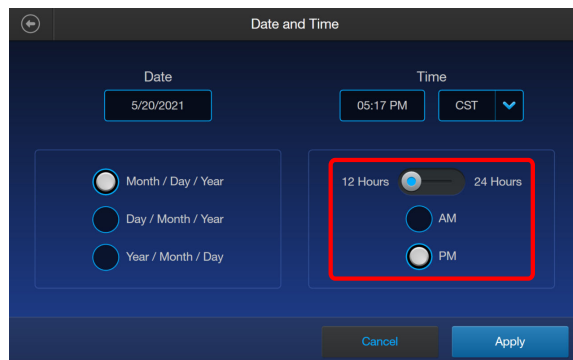 Date and Time
Date
5/20/2021
Time
05:17 PM
CST
Month / Day / Year
Day / Month / Year
Year / Month / Day
12 Hours
24 Hours
AM
PM
Cancel
Apply